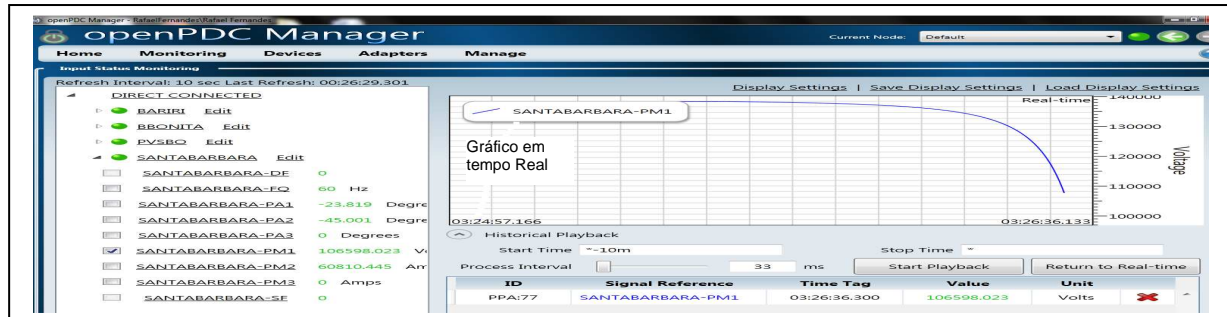 openPDC Manager - RafaelFernandes\Rafael Fernandes
openPDC Manager
Current Node: Default
Home Monitoring Devices Adapters Manage
Input Status Monitoring
Refresh Interval: 10 sec Last Refresh: 00:26:29.301
DIRECT CONNECTED
BARIRI Edit
BBONITA Edit
PVSBO Edit
SANTABARBARA Edit
SANTABARBARA-DF 0
SANTABARBARA-FQ 60 Hz
SANTABARBARA-PA1 -23.819 Degre
SANTABARBARA-PA2 -45.001 Degre
SANTABARBARA-PA3 0 Degrees
SANTABARBARA-PM1 106598.023 V
SANTABARBARA-PM2 60810.445 Am
SANTABARBARA-PM3 0 Amps
SANTABARBARA-SF 0
Display Settings | Save Display Settings | Load Display Settings
SANTABARBARA-PM1
Real-time
Gráfico em
tempo Real
140000
130000
120000
110000
100000
Voltage
03:24:57.166 03:26:36.133
Historical Playback
Start Time *-10m Stop Time *
Process Interval 33 ms Start Playback Return to Real-time
ID Signal Reference Time Tag Value Unit
PPA:77 SANTABARBARA-PM1 03:26:36.300 106598.023 Volts